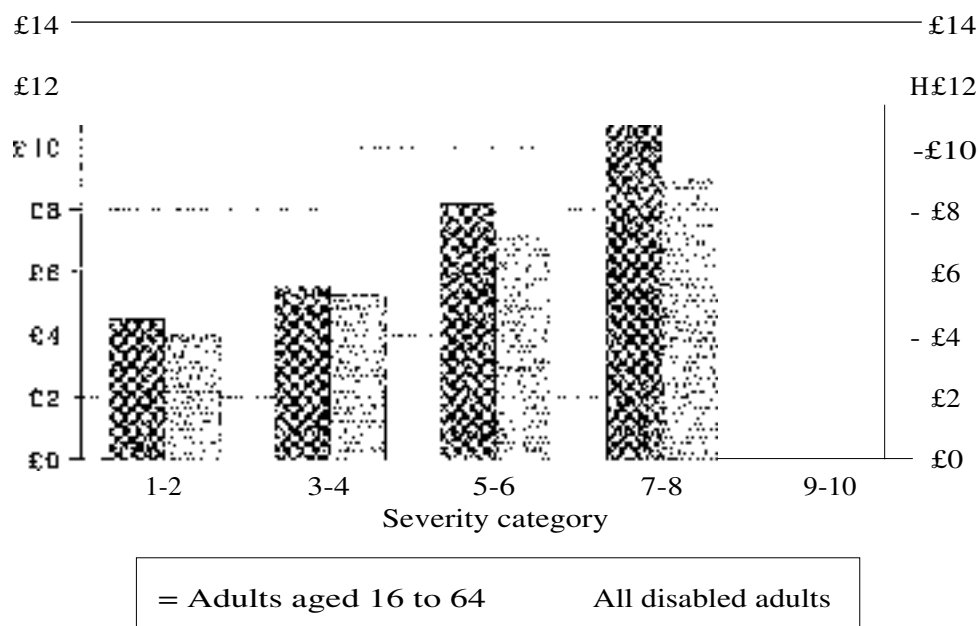 £14 £14
£12 H£12
£10 -£10
£8 - £8
£6 £6
£4 - £4
£2 £2
£0 £0
1-2 3-4 5-6 7-8 9-10
Severity category
= Adults aged 16 to 64 All disabled adults